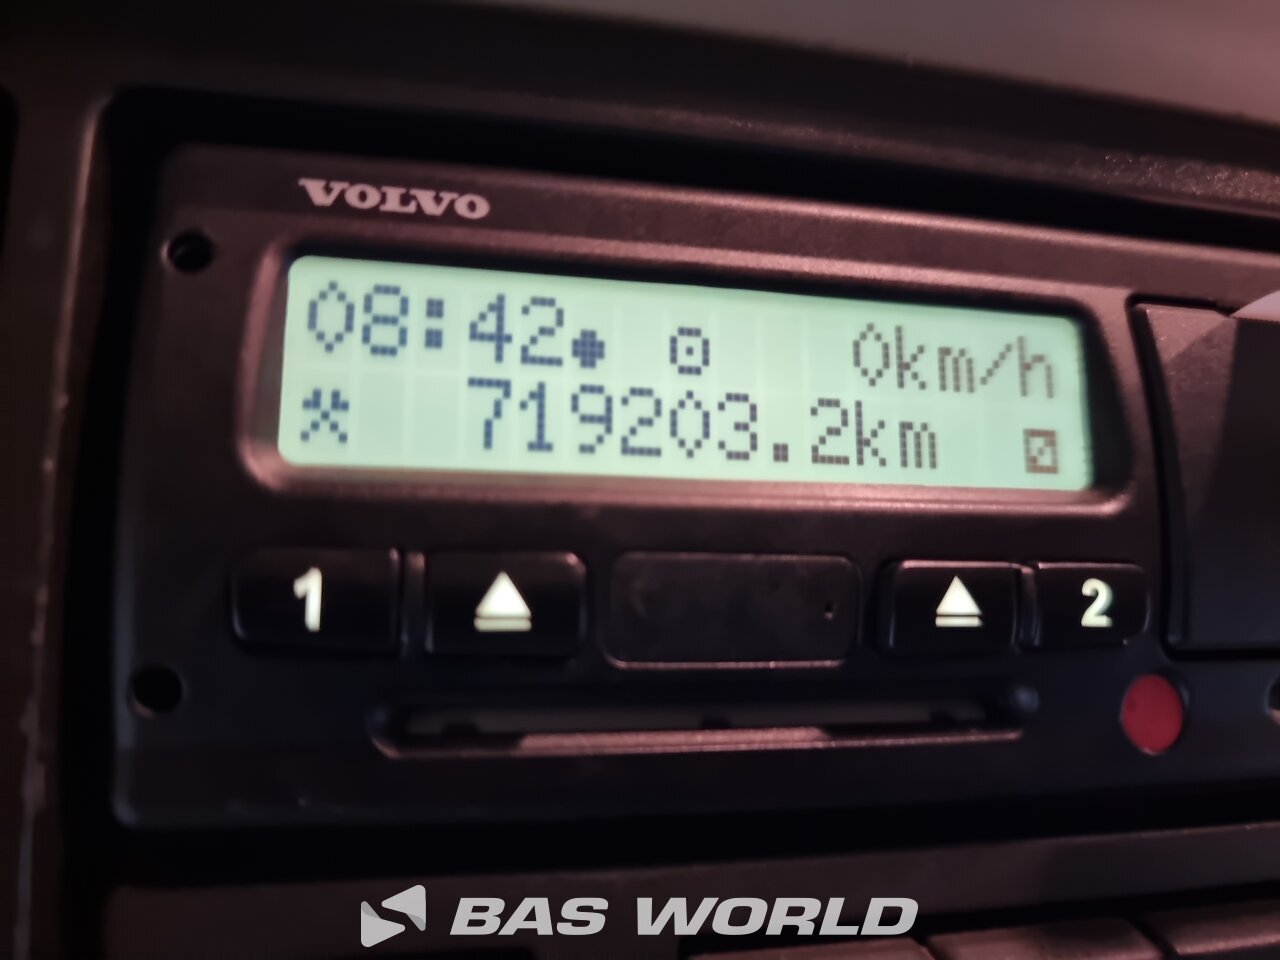 VOLVO
08:42 0km/h
719203.2km
1 2
BAS WORLD